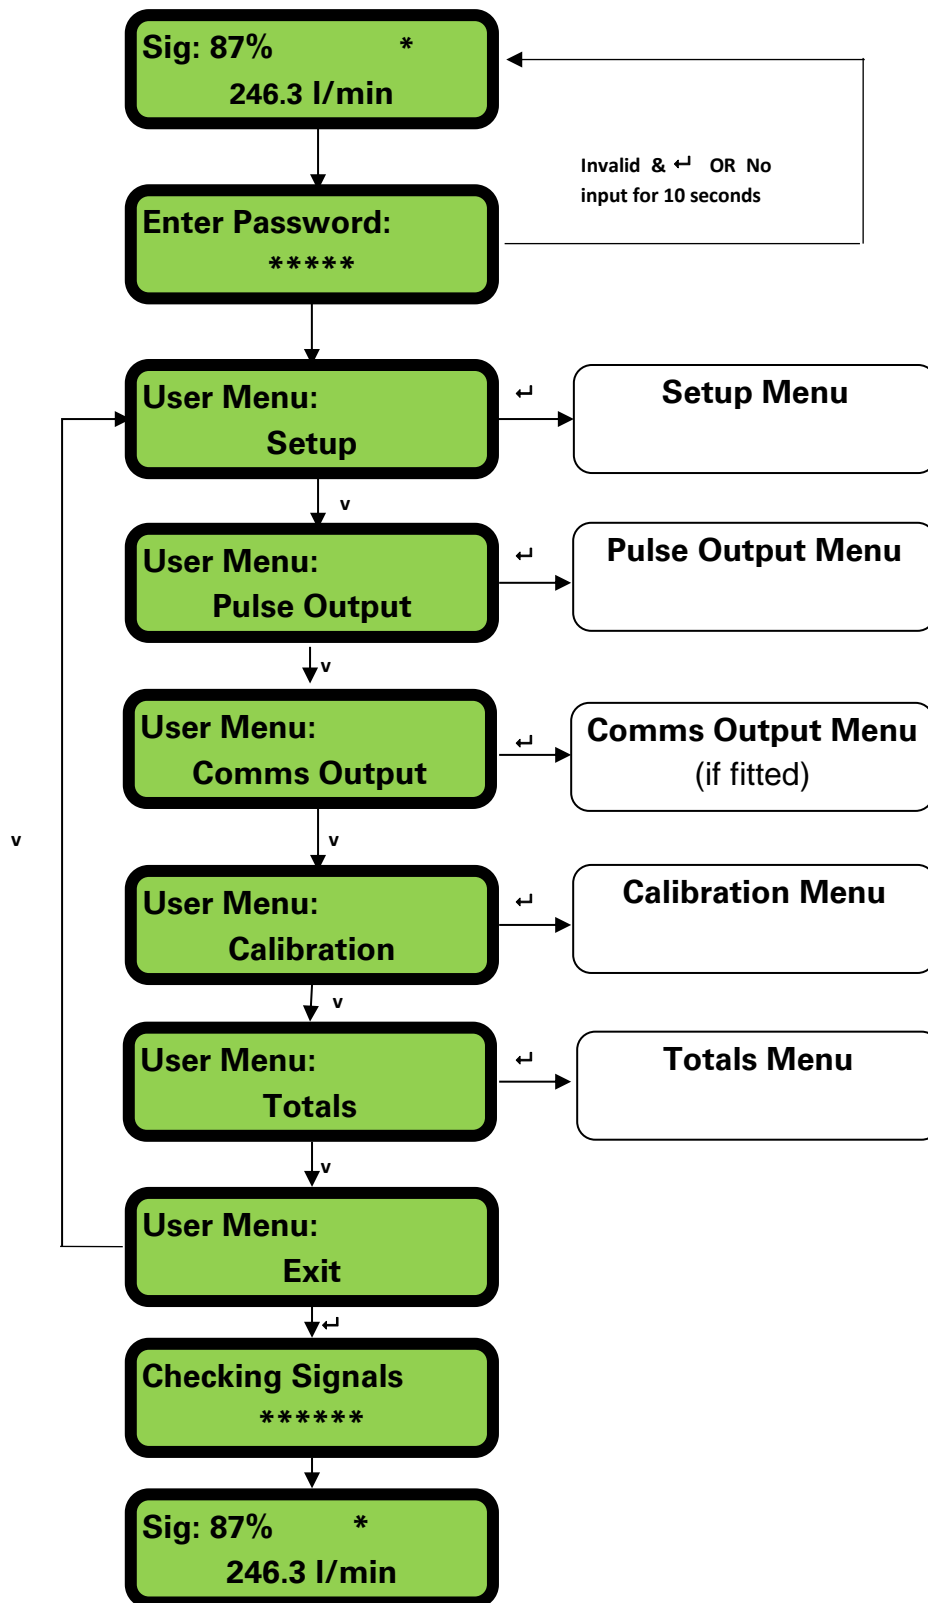 Sig: 87% *
246.3 l/min
Invalid & ↵ OR No
input for 10 seconds
Enter Password:
*****
User Menu:
Setup
↵
Setup Menu
v
User Menu:
Pulse Output
↵
Pulse Output Menu
v
User Menu:
Comms Output
↵
Comms Output Menu
(if fitted)
v
v
User Menu:
Calibration
↵
Calibration Menu
v
User Menu:
Totals
↵
Totals Menu
v
User Menu:
Exit
↵
Checking Signals
******
Sig: 87% *
246.3 l/min